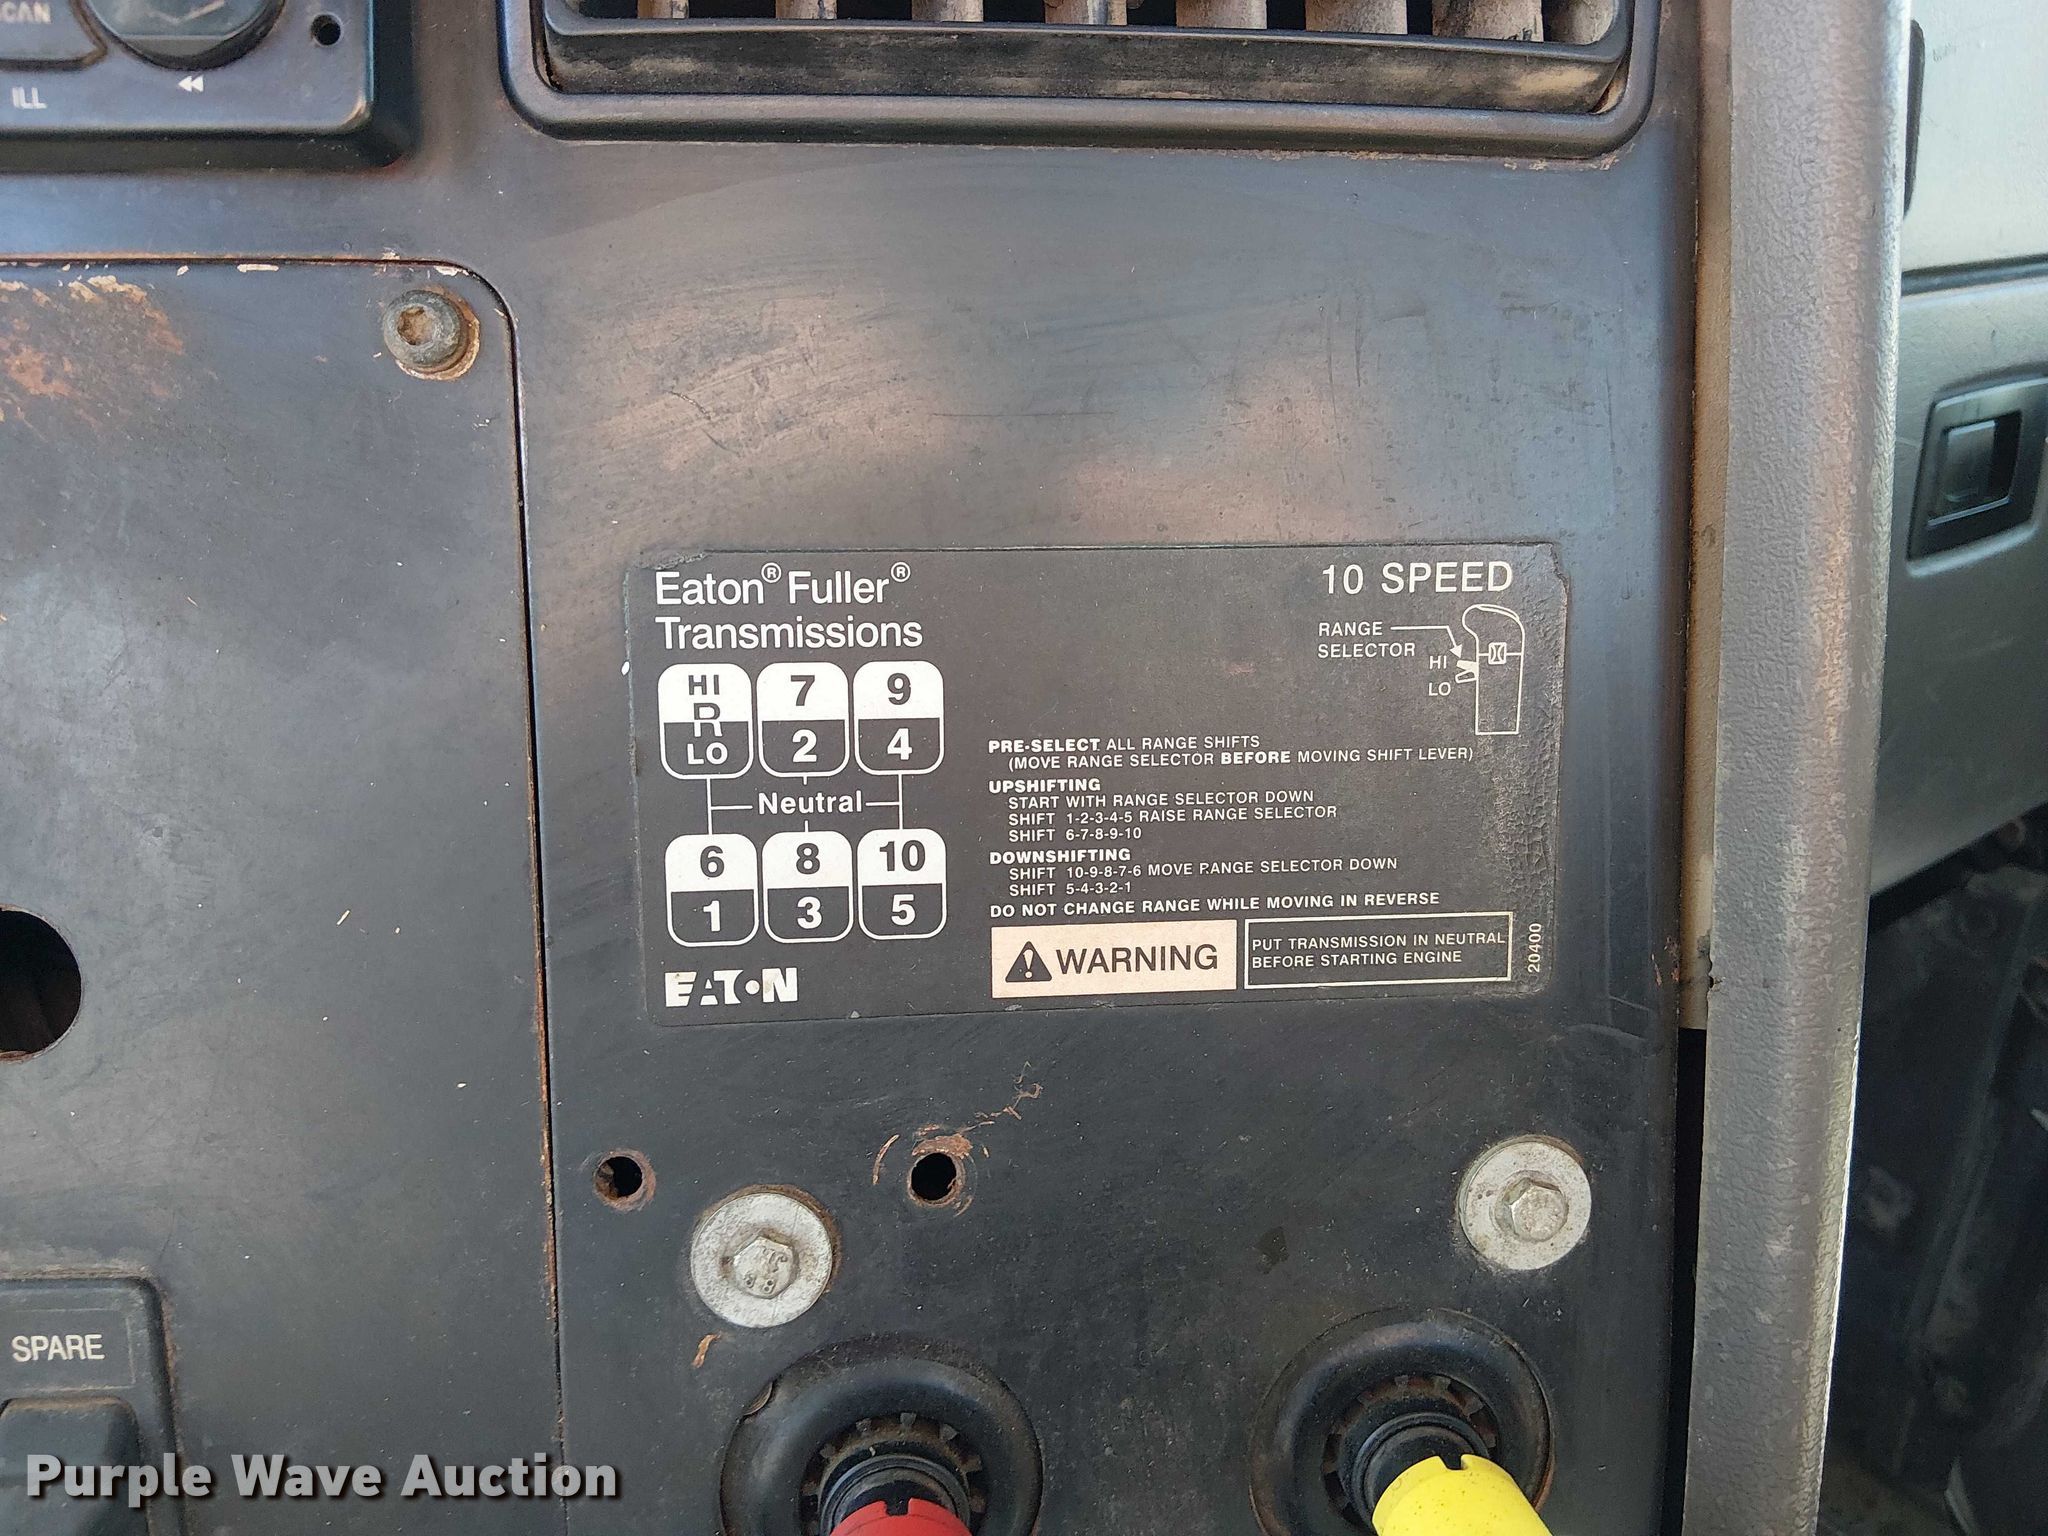 SCAN
ILL
Eaton® Fuller®
Transmissions
10 SPEED
RANGE
SELECTOR
HI
LO
HI
R
LO
7
2
9
4
Neutral
6
1
8
3
10
5
EATON
PRE-SELECT ALL RANGE SHIFTS
(MOVE RANGE SELECTOR BEFORE MOVING SHIFT LEVER)
UPSHIFTING
START WITH RANGE SELECTOR DOWN
SHIFT 1-2-3-4-5 RAISE RANGE SELECTOR
SHIFT 6-7-8-9-10
DOWNSHIFTING
SHIFT 10-9-8-7-6 MOVE RANGE SELECTOR DOWN
SHIFT 5-4-3-2-1
DO NOT CHANGE RANGE WHILE MOVING IN REVERSE
WARNING
PUT TRANSMISSION IN NEUTRAL
BEFORE STARTING ENGINE
20400
SPARE
Purple Wave Auction